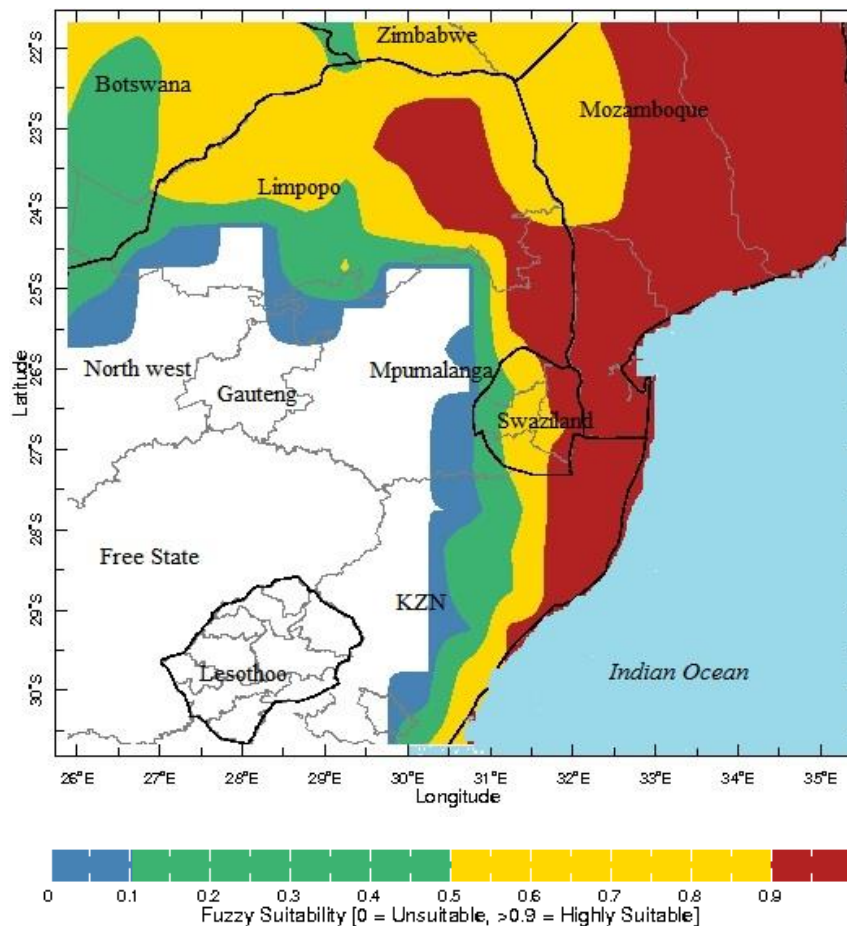 22°S
23°S
24°S
25°S
26°S
27°S
28°S
29°S
30°S
Latitude
Zimbabwe
Botswana
Mozamboque
Limpopo
North west
Mpumalanga
Gauteng
Swaziland
Free State
KZN
Lesothoo
Indian Ocean
26°E 27°E 28°E 29°E 30°E 31°E 32°E 33°E 34°E 35°E
Longitude
0 0.1 0.2 0.3 0.4 0.5 0.6 0.7 0.8 0.9
Fuzzy Suitability [0 = Unsuitable, >0.9 = Highly Suitable]